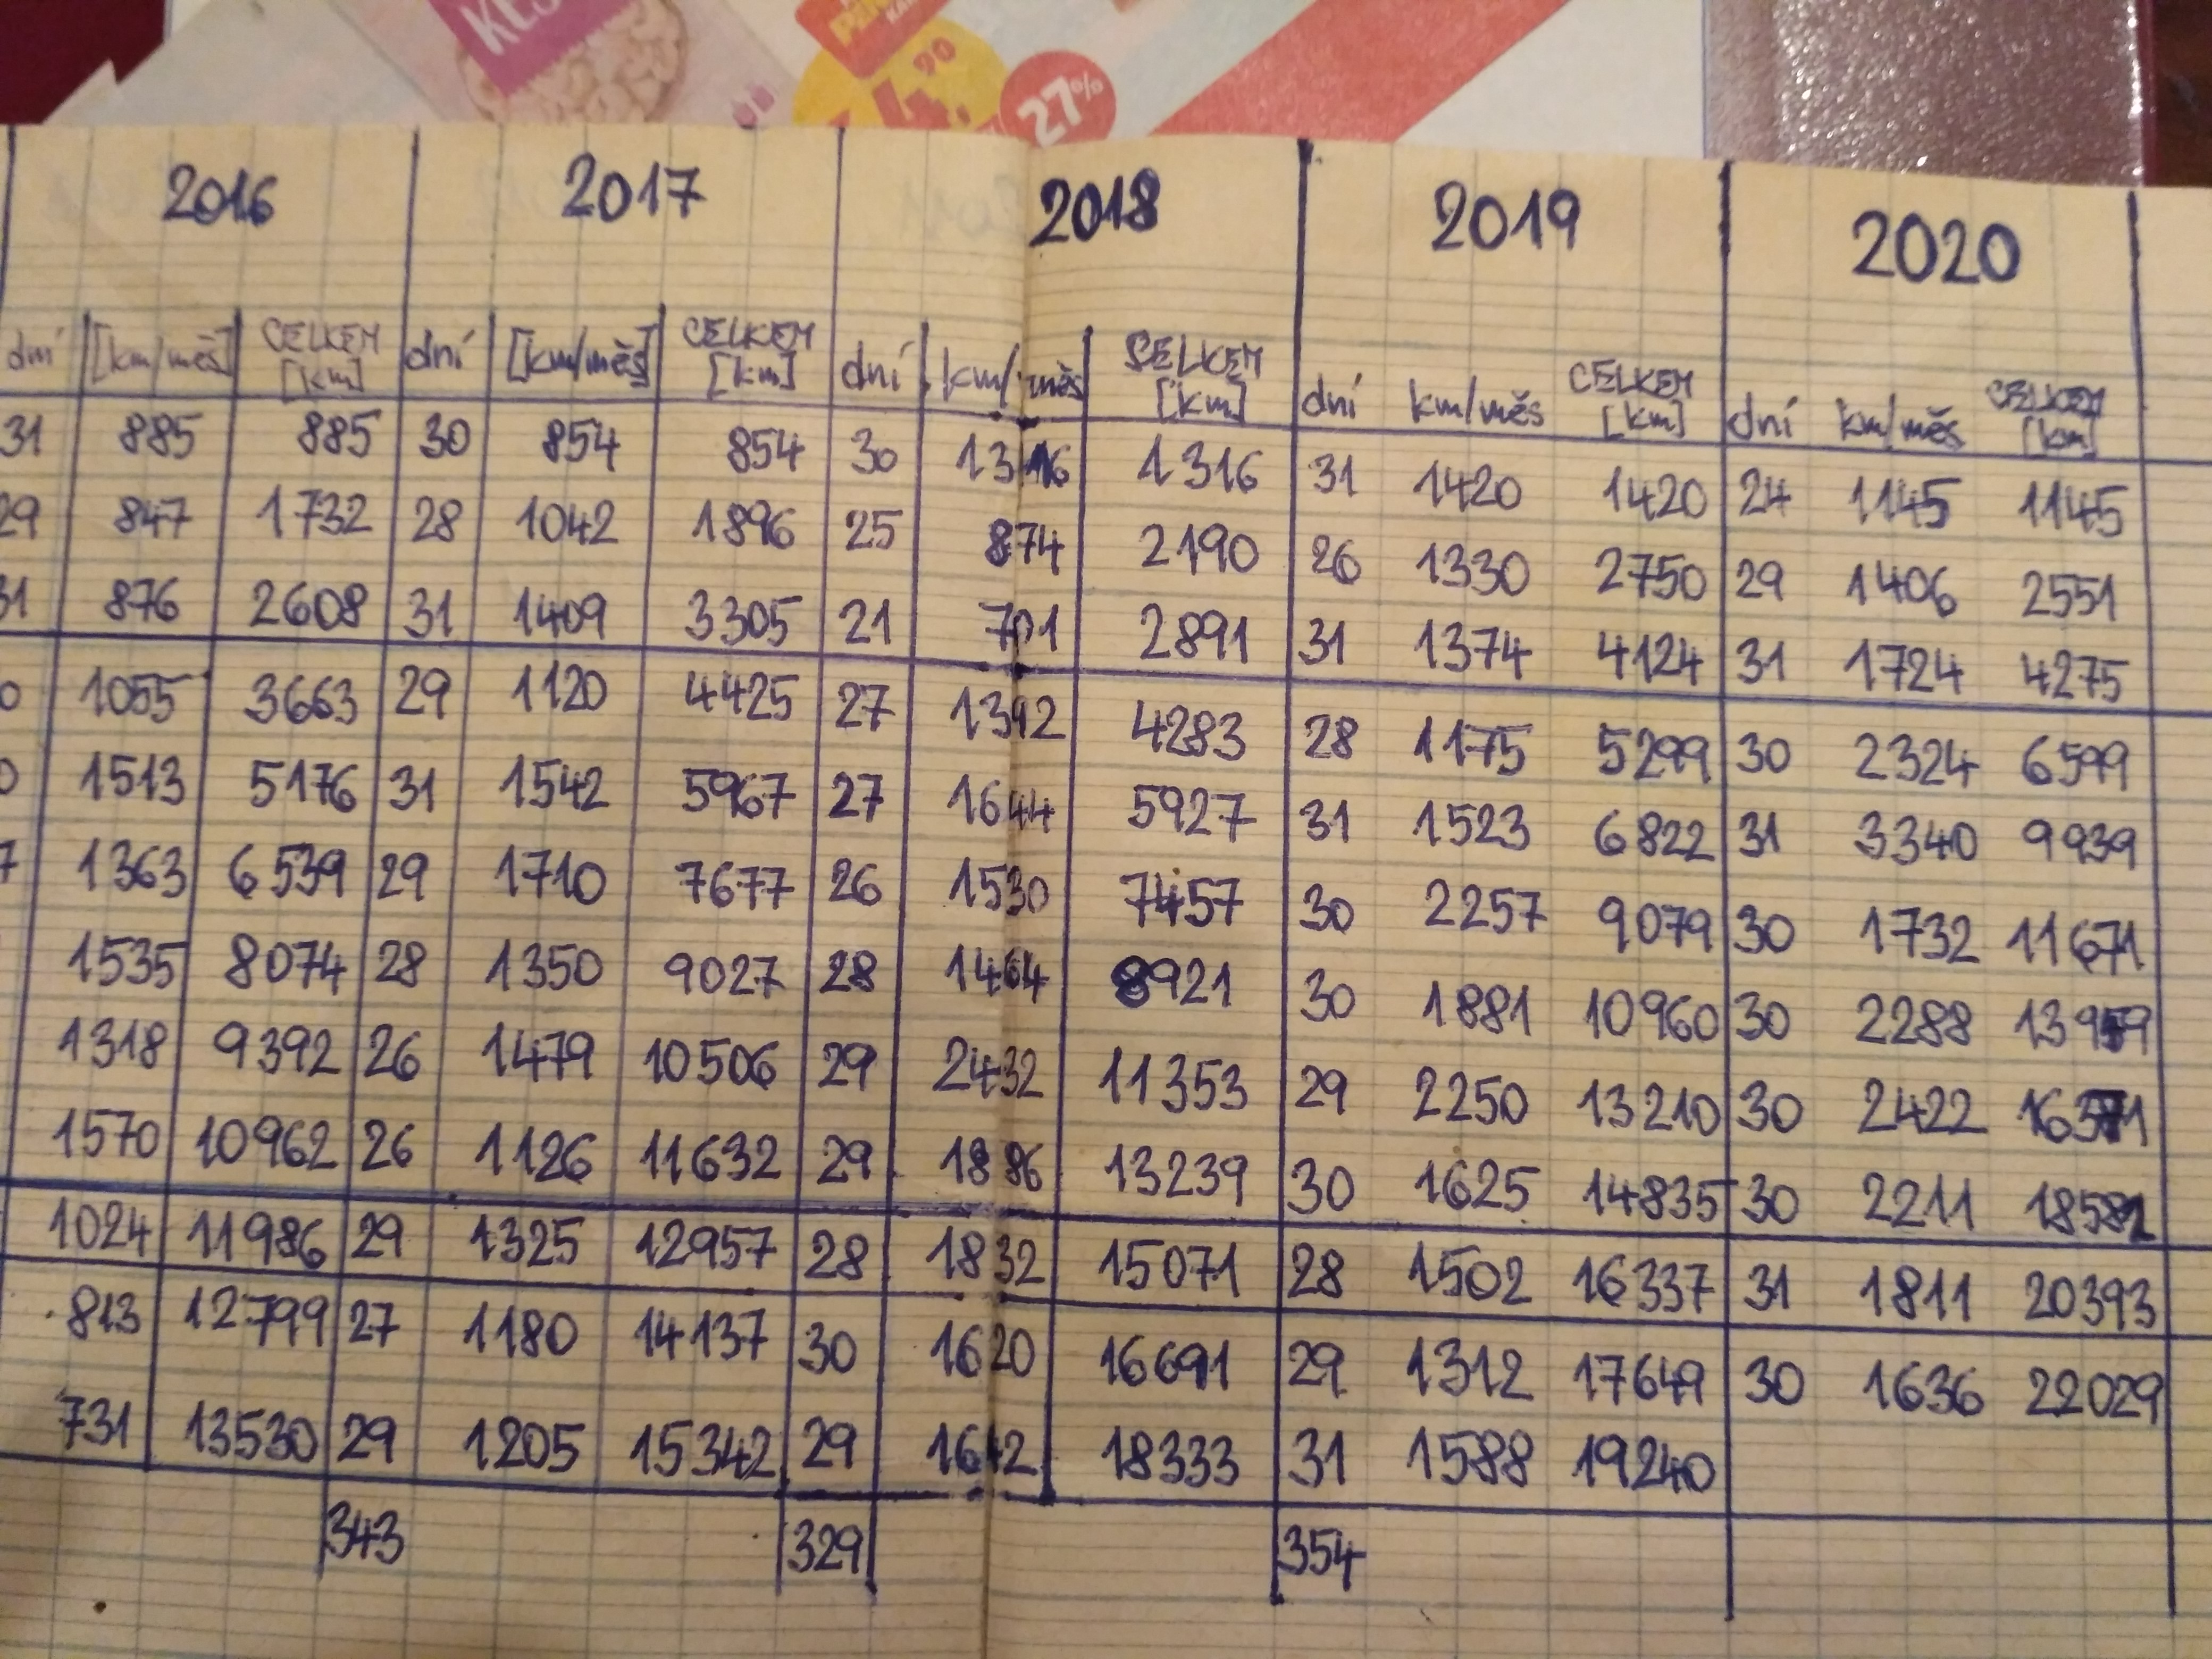 27%
2016 2017 2018 2019 2020
dní [km/měs] CELKEM [km] dní [km/měs] CELKEM [km] dní km/měs CELKEM [km] dní km/měs CELKEM [km] dní km/měs CELKEM [km]
31 885 885 30 854 854 30 1316 1316 31 1420 1420 24 1145 1145
29 847 1732 28 1042 1896 25 874 2190 26 1330 2750 29 1406 2551
31 876 2608 31 1409 3305 21 701 2891 31 1374 4124 31 1724 4275
0 1055 3663 29 1120 4425 27 1392 4283 28 1175 5299 30 2324 6599
0 1513 5176 31 1542 5967 27 1644 5927 31 1523 6822 31 3340 9939
7 1363 6539 29 1710 7677 26 1530 7457 30 2257 9079 30 1732 11671
1535 8074 28 1350 9027 28 1464 8921 30 1881 10960 30 2288 13959
1318 9392 26 1479 10506 29 2432 11353 29 2250 13210 30 2422 16371
1570 10962 26 1126 11632 29 1886 13239 30 1625 14835 30 2211 18582
1024 11986 29 1325 12957 28 1832 15071 28 1502 16337 31 1811 20393
813 12799 27 1180 14137 30 1620 16691 29 1312 17649 30 1636 22029
731 13530 29 1205 15342 29 1642 18333 31 1588 19240
343 329 354